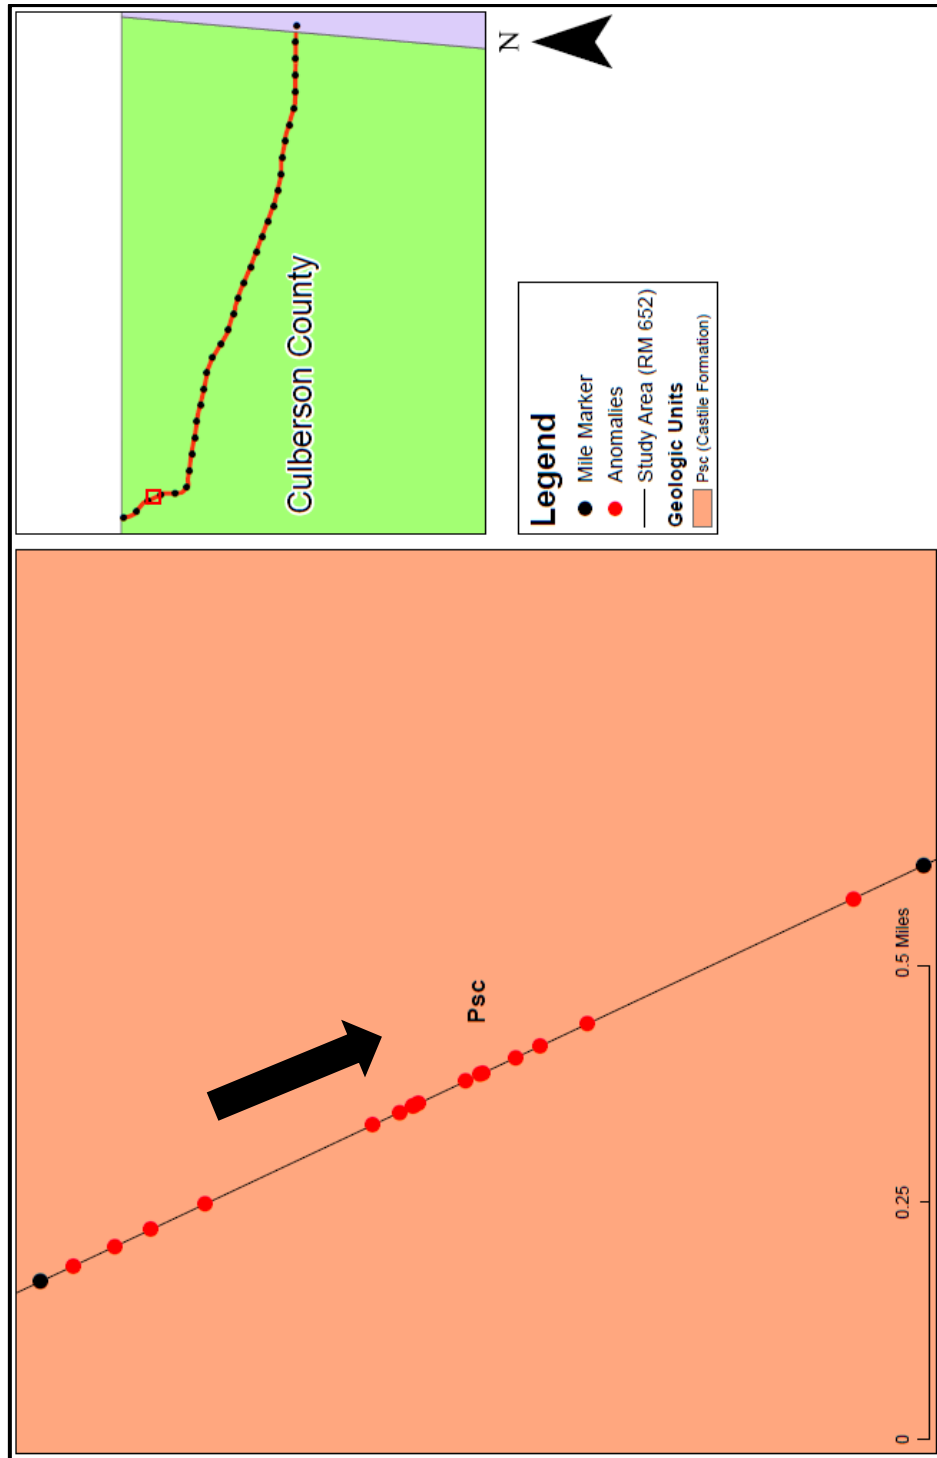 Culberson County
N
Legend
Mile Marker
Anomalies
Study Area (RM 652)
Geologic Units
Psc (Castile Formation)
Psc
0 0.25 0.5 Miles